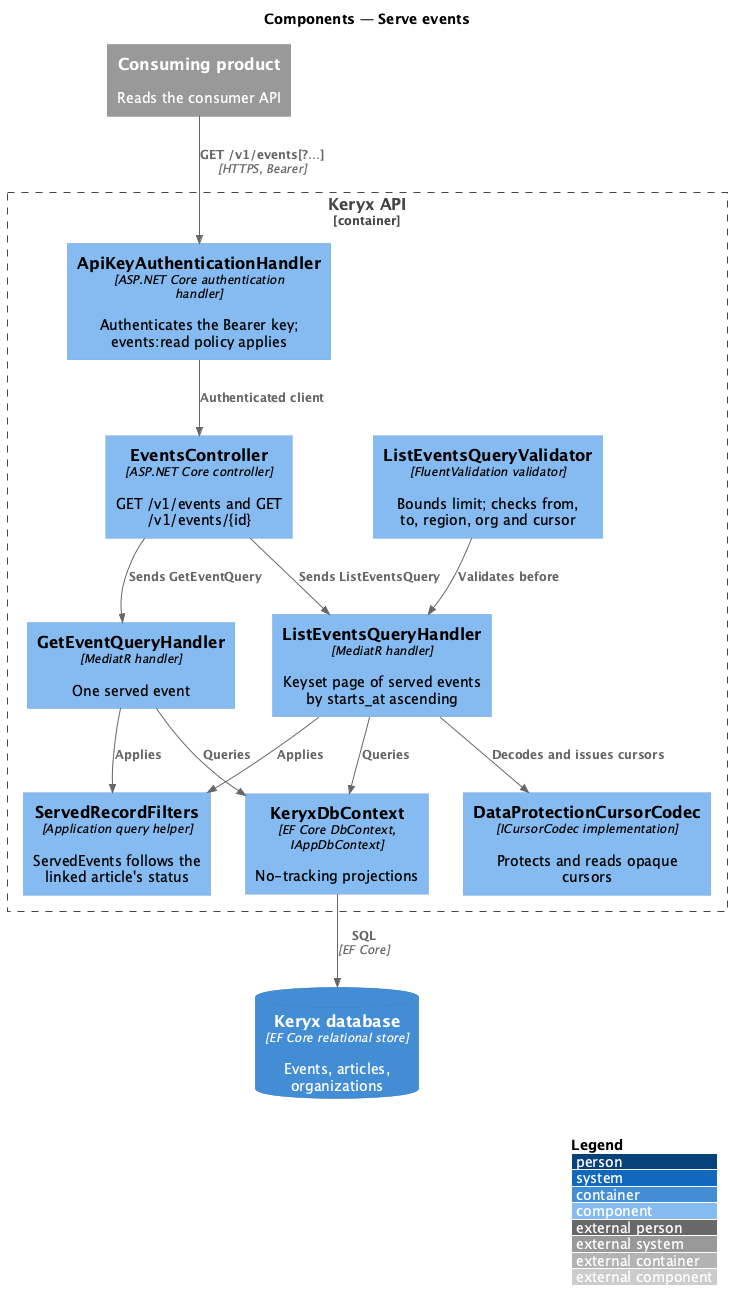 Components — Serve events
Consuming product
Reads the consumer API
GET /v1/events[?...]
[HTTPS, Bearer]
Keryx API
[container]
ApiKeyAuthenticationHandler
[ASP.NET Core authentication
handler]
Authenticates the Bearer key;
events:read policy applies
Authenticated client
EventsController
[ASP.NET Core controller]
GET /v1/events and GET
/v1/events/{id}
ListEventsQueryValidator
[FluentValidation validator]
Bounds limit; checks from,
to, region, org and cursor
Sends GetEventQuery
Sends ListEventsQuery
Validates before
GetEventQueryHandler
[MediatR handler]
One served event
ListEventsQueryHandler
[MediatR handler]
Keyset page of served events
by starts_at ascending
Applies
Queries
Applies
Queries
Decodes and issues cursors
ServedRecordFilters
[Application query helper]
ServedEvents follows the
linked article's status
KeryxDbContext
[EF Core DbContext,
IAppDbContext]
No-tracking projections
DataProtectionCursorCodec
[ICursorCodec implementation]
Protects and reads opaque
cursors
SQL
[EF Core]
Keryx database
[EF Core relational store]
Events, articles,
organizations
Legend
person
system
container
component
external person
external system
external container
external component